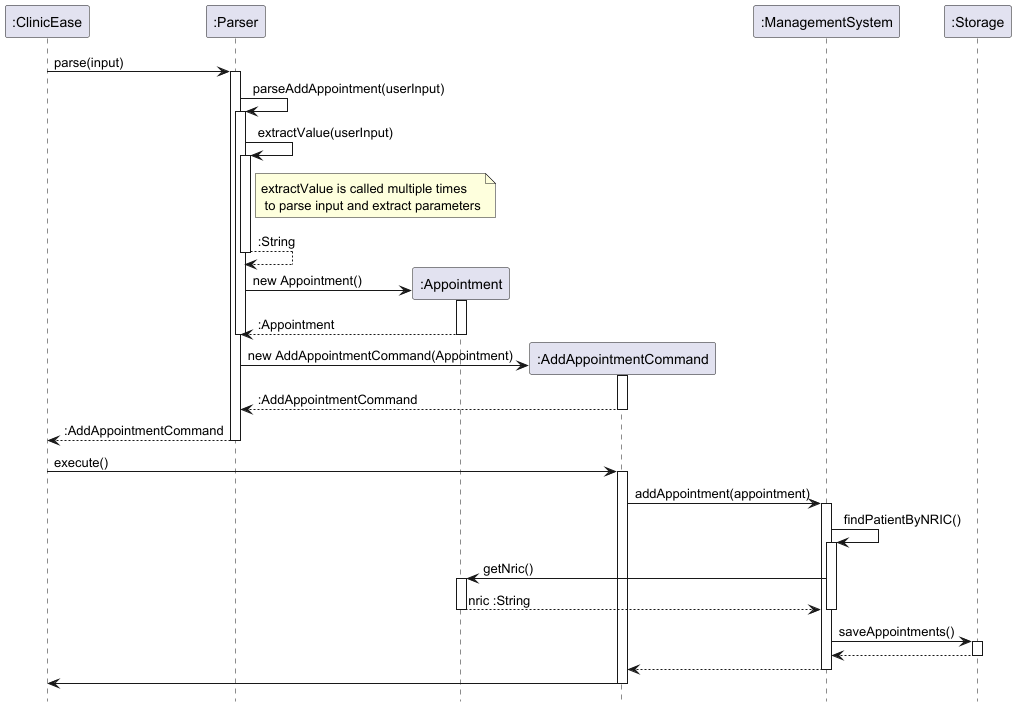 :ClinicEase
:Parser
:ManagementSystem
:Storage
parse(input)
parseAddAppointment(userInput)
extractValue(userInput)
extractValue is called multiple times
to parse input and extract parameters
:String
new Appointment()
:Appointment
:Appointment
new AddAppointmentCommand(Appointment)
:AddAppointmentCommand
:AddAppointmentCommand
:AddAppointmentCommand
execute()
addAppointment(appointment)
findPatientByNRIC()
getNric()
nric :String
saveAppointments()